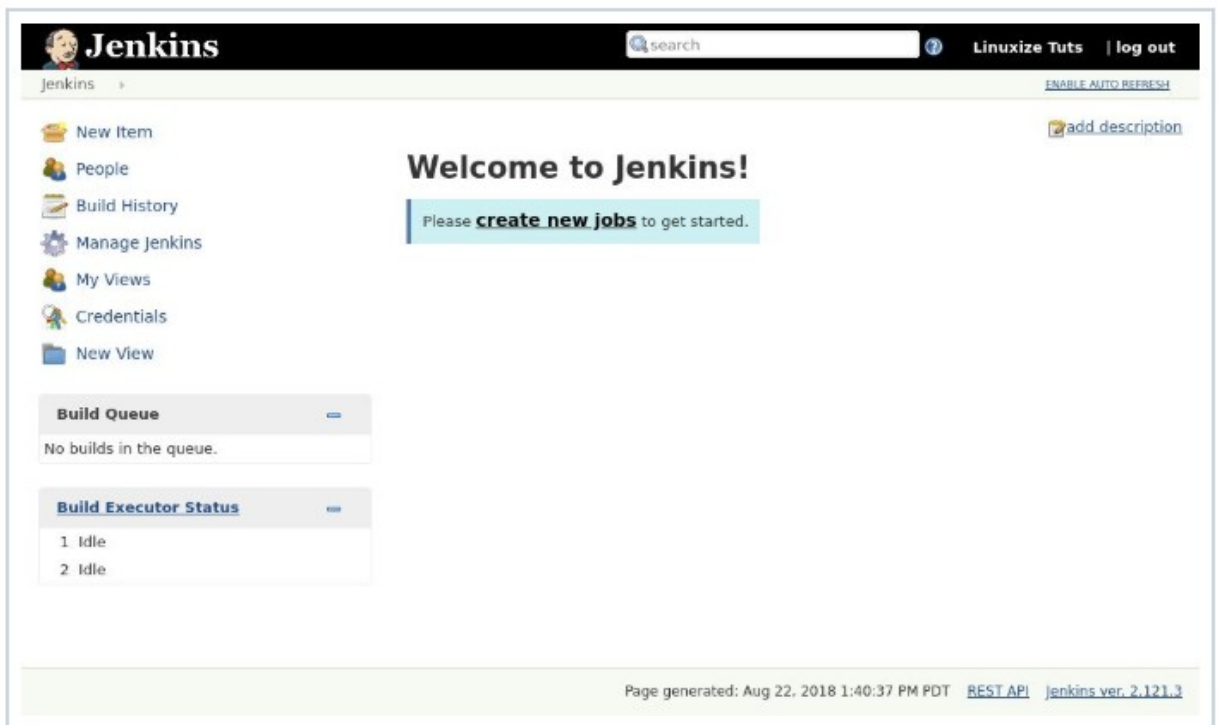 Jenkins
search
Linuxize Tuts | log out
Jenkins
ENABLE AUTO REFRESH
New Item
People
Build History
Manage Jenkins
My Views
Credentials
New View
Build Queue
No builds in the queue.
Build Executor Status
1 Idle
2 Idle
add description
Welcome to Jenkins!
Please create new jobs to get started.
Page generated: Aug 22, 2018 1:40:37 PM PDT REST API Jenkins ver. 2.121.3